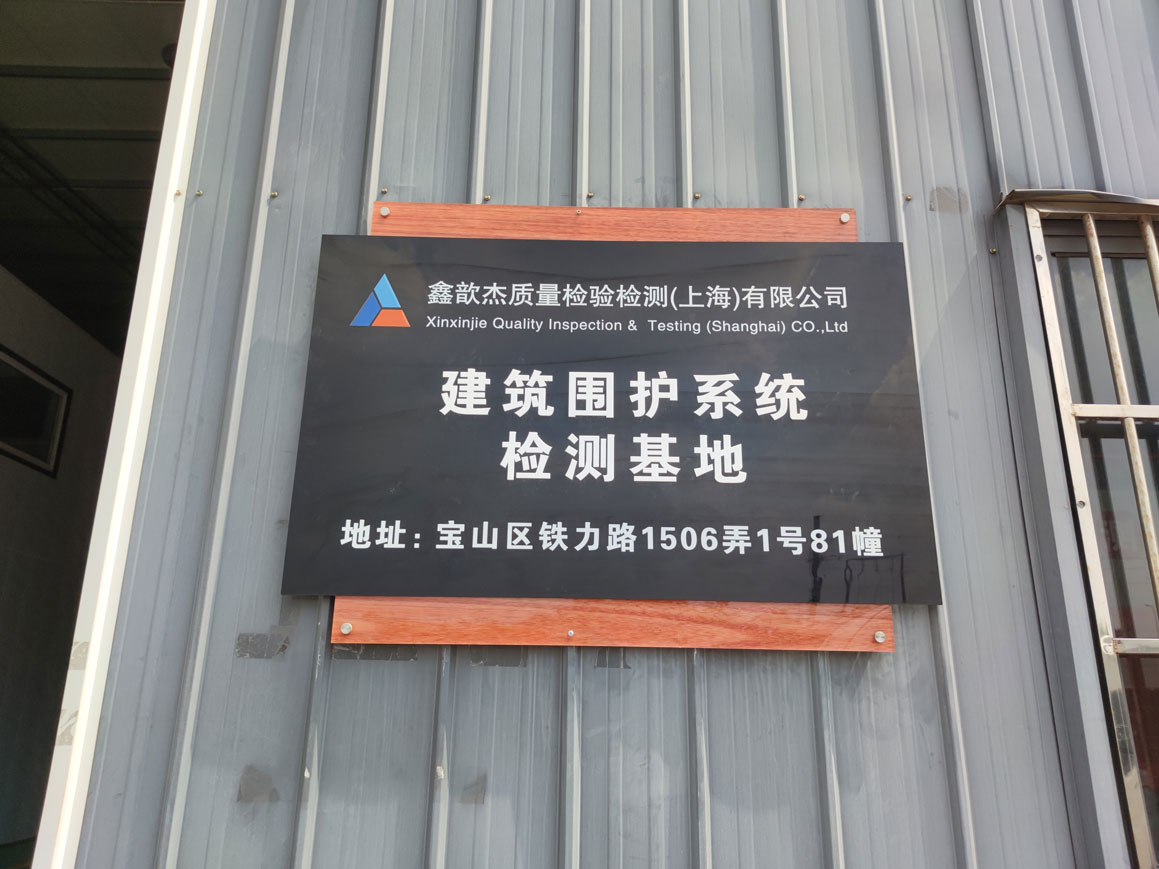 鑫歆杰质量检验检测(上海)有限公司
Xinxinjie Quality Inspection & Testing (Shanghai) CO.,Ltd
建筑围护系统
检测基地
地址：宝山区铁力路1506弄1号81幢